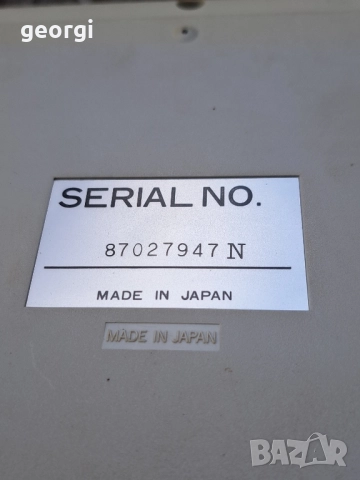 georgi
SERIAL NO.
87027947 N
MADE IN JAPAN
MADE IN JAPAN
BAZAR